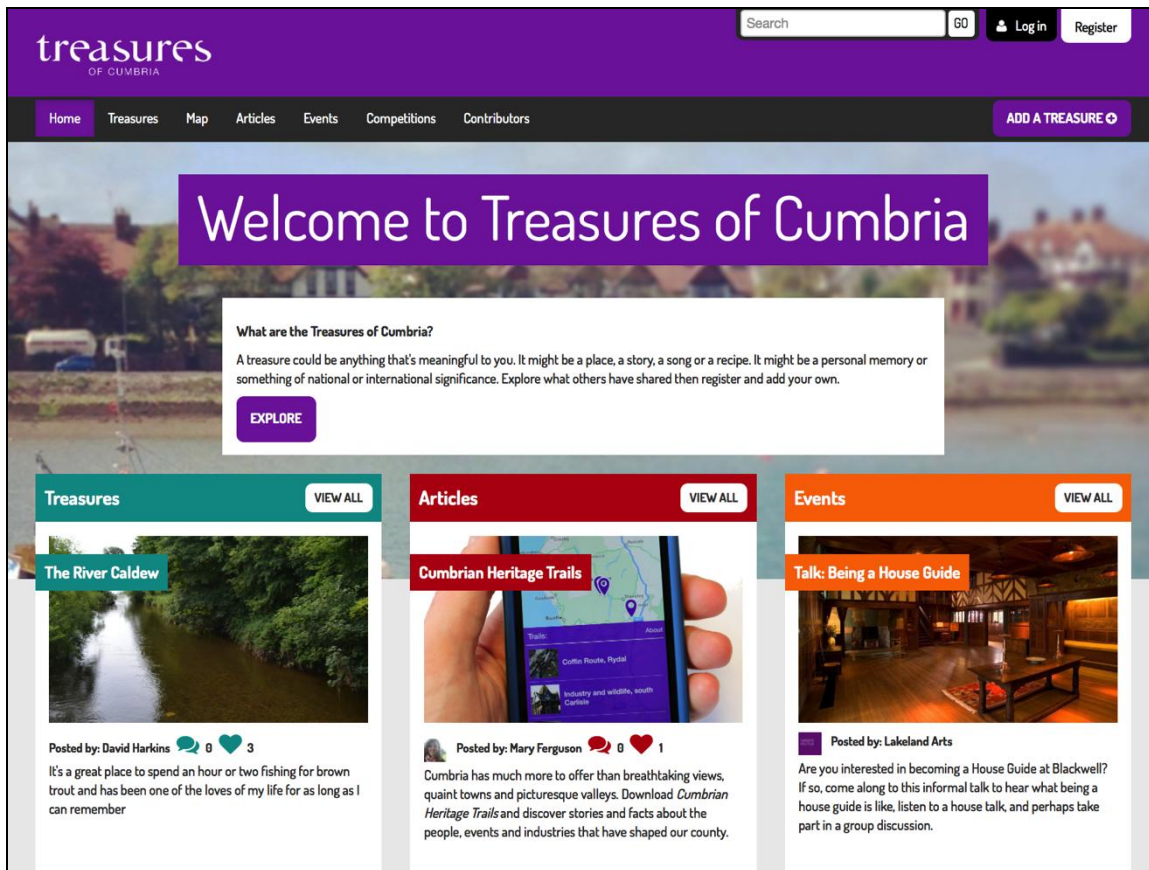 Search
GO
Log in
Register
treasures
OF CUMBRIA
Home Treasures Map Articles Events Competitions Contributors
ADD A TREASURE
Welcome to Treasures of Cumbria
What are the Treasures of Cumbria?
A treasure could be anything that's meaningful to you. It might be a place, a story, a song or a recipe. It might be a personal memory or
something of national or international significance. Explore what others have shared then register and add your own.
EXPLORE
Treasures
VIEW ALL
The River Caldew
Posted by: David Harkins 0 3
It's a great place to spend an hour or two fishing for brown
trout and has been one of the loves of my life for as long as I
can remember
Articles
VIEW ALL
Cumbrian Heritage Trails
Trails:
About
Coffin Route, Rydal
Industry and wildlife, south
Carlisle
Posted by: Mary Ferguson 0 1
Cumbria has much more to offer than breathtaking views,
quaint towns and picturesque valleys. Download Cumbrian
Heritage Trails and discover stories and facts about the
people, events and industries that have shaped our county.
Events
VIEW ALL
Talk: Being a House Guide
Posted by: Lakeland Arts
Are you interested in becoming a House Guide at Blackwell?
If so, come along to this informal talk to hear what being a
house guide is like, listen to a house talk, and perhaps take
part in a group discussion.